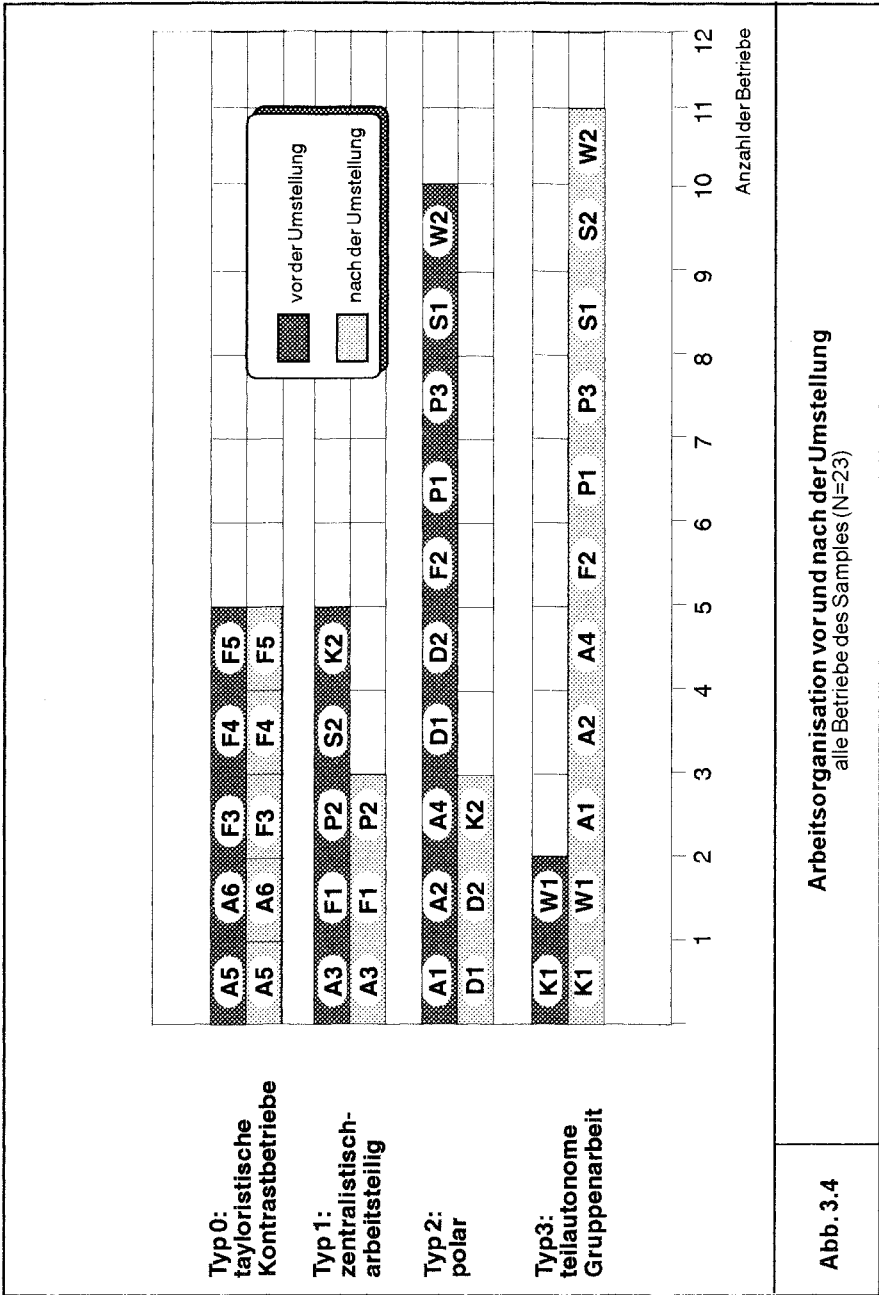 Typ 0:
tayloristische
Kontrastbetriebe
A5 A6 F3 F4 F5
A5 A6 F3 F4 F5
Typ 1:
zentralistisch-
arbeitsteilig
A3 F1 P2 S2 K2
A3 F1 P2
Typ 2:
polar
A1 A2 A4 D1 D2 F2 P1 P3 S1 W2
D1 D2 K2
Typ3:
teilautonome
Gruppenarbeit
K1 W1
K1 W1 A1 A2 A4 F2 P1 P3 S1 S2 W2
vor der Umstellung
nach der Umstellung
1 2 3 4 5 6 7 8 9 10 11 12
Anzahl der Betriebe
Abb. 3.4
Arbeitsorganisation vor und nach der Umstellung
alle Betriebe des Samples (N=23)